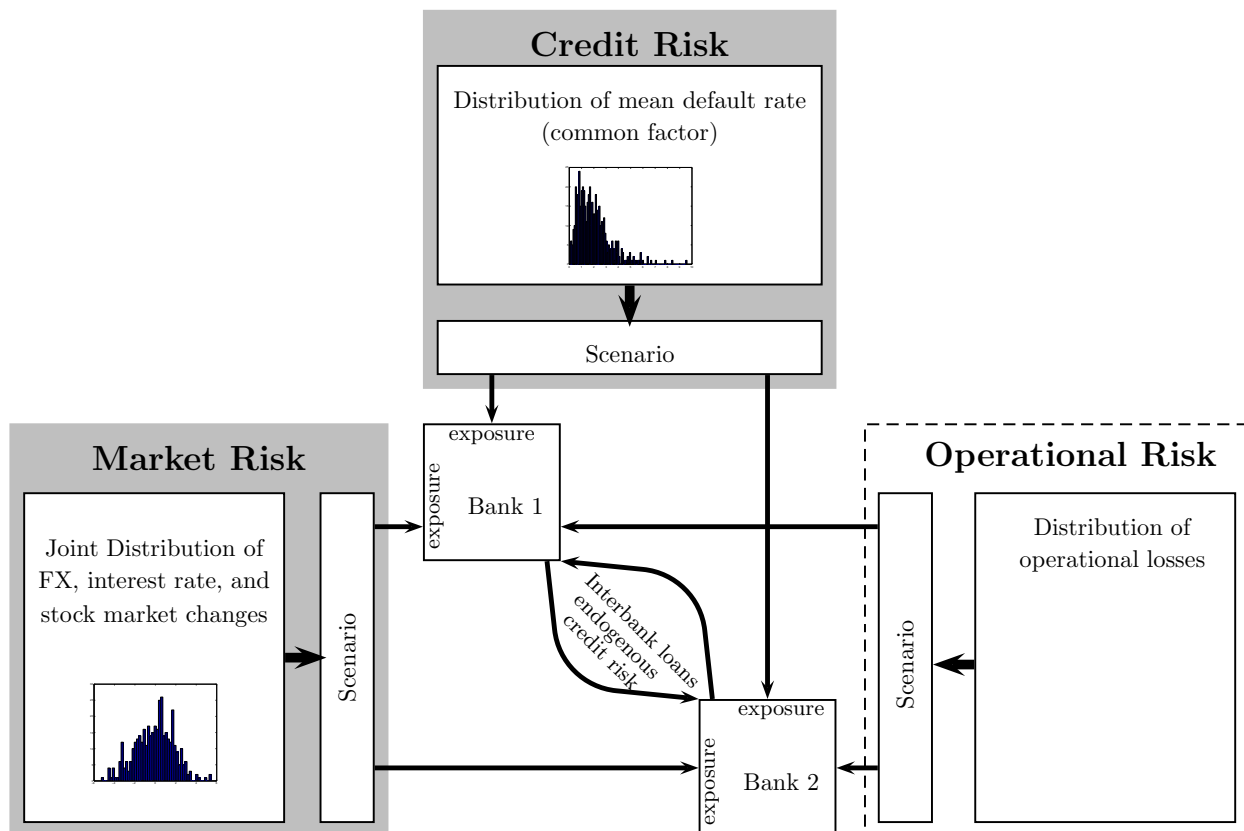 Credit Risk
Distribution of mean default rate
(common factor)
Scenario
Market Risk
Joint Distribution of
FX, interest rate, and
stock market changes
Scenario
exposure
exposure
Bank 1
Interbank loans
endogenous
credit risk
exposure
exposure
Bank 2
Operational Risk
Scenario
Distribution of
operational losses